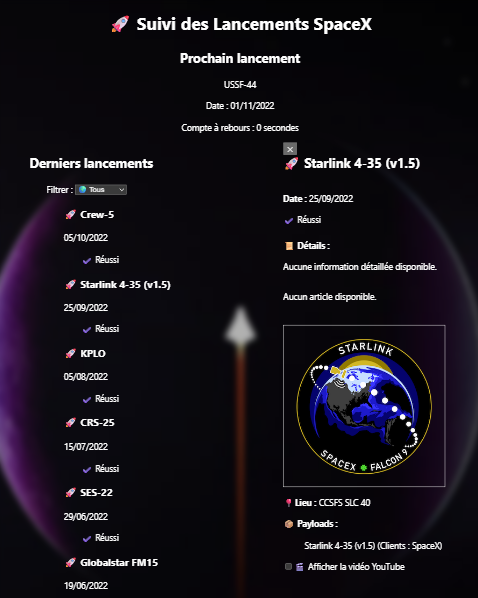 🚀 Suivi des Lancements SpaceX
Prochain lancement
USSF-44
Date : 01/11/2022
Compte à rebours : 0 secondes
Derniers lancements
Filtrer : 🌍 Tous
🚀 Crew-5
05/10/2022
✔ Réussi
🚀 Starlink 4-35 (v1.5)
25/09/2022
✔ Réussi
🚀 KPLO
05/08/2022
✔ Réussi
🚀 CRS-25
15/07/2022
✔ Réussi
🚀 SES-22
29/06/2022
✔ Réussi
🚀 Globalstar FM15
19/06/2022
✕
🚀 Starlink 4-35 (v1.5)
Date : 25/09/2022
✔ Réussi
📜 Détails :
Aucune information détaillée disponible.
Aucun article disponible.
STARLINK
SPACEX FALCON 9
📍 Lieu : CCSFS SLC 40
📦 Payloads :
Starlink 4-35 (v1.5) (Clients : SpaceX)
🎬 Afficher la vidéo YouTube